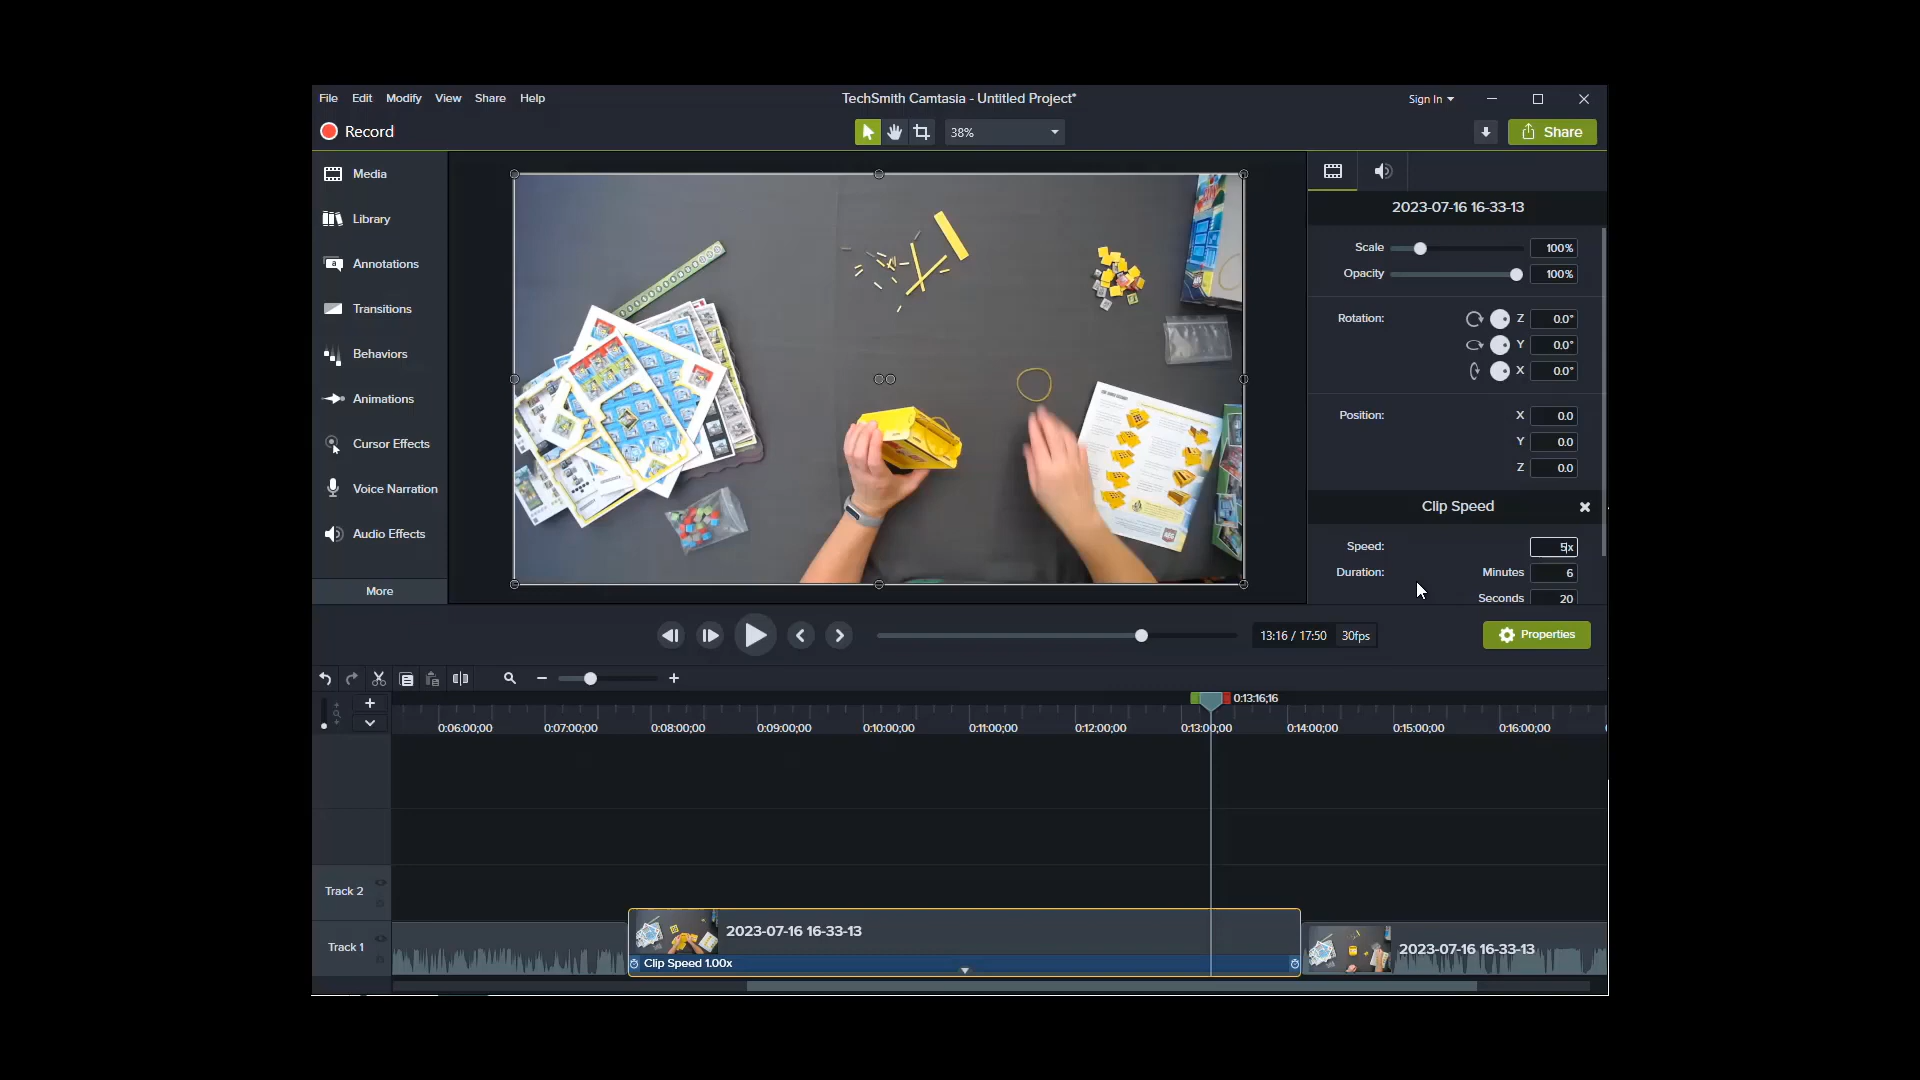 File Edit Modify View Share Help
TechSmith Camtasia - Untitled Project*
Sign In
Record
38%
Share
Media
Library
Annotations
Transitions
Behaviors
Animations
Cursor Effects
Voice Narration
Audio Effects
More
2023-07-16 16-33-13
Scale 100%
Opacity 100%
Rotation: Z 0.0°
Y 0.0°
X 0.0°
Position: X 0.0
Y 0.0
Z 0.0
Clip Speed
Speed: 5x
Duration: Minutes 6
Seconds 20
13:16 / 17:50 30fps
Properties
0:13:16;16
0:06:00;00 0:07:00;00 0:08:00;00 0:09:00;00 0:10:00;00 0:11:00;00 0:12:00;00 0:13:00;00 0:14:00;00 0:15:00;00 0:16:00;00
Track 2
Track 1
2023-07-16 16-33-13
Clip Speed 1.00x
2023-07-16 16-33-13